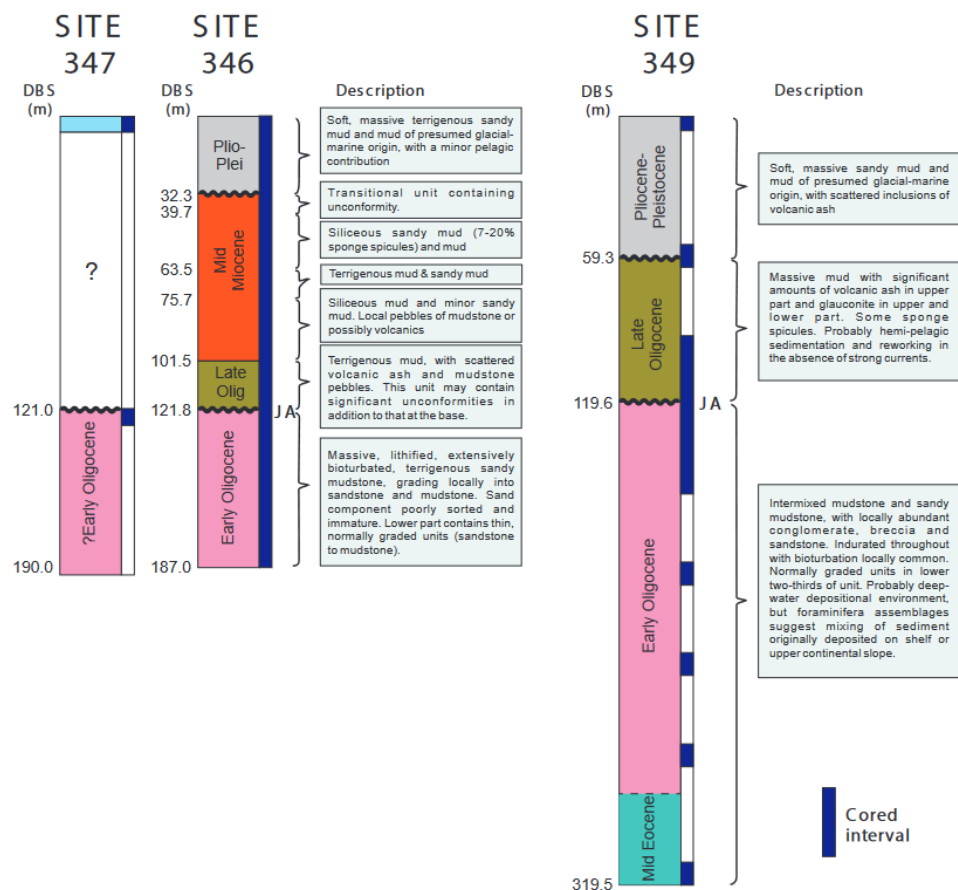 SITE
347
SITE
346
SITE
349
DBS
(m)
DBS
(m)
Description
DBS
(m)
Description
?
121.0
?Early Oligocene
190.0
Plio-
Plei
32.3
39.7
Mid
Miocene
63.5
75.7
101.5
Late
Olig
121.8
JA
Early Oligocene
187.0
Soft, massive terrigenous sandy
mud and mud of presumed glacial-
marine origin, with a minor pelagic
contribution
Transitional unit containing
unconformity.
Siliceous sandy mud (7-20%
sponge spicules) and mud
Terrigenous mud & sandy mud
Siliceous mud and minor sandy
mud. Local pebbles of mudstone or
possibly volcanics
Terrigenous mud, with scattered
volcanic ash and mudstone
pebbles. This unit may contain
significant unconformities in
addition to that at the base.
Massive, lithified, extensively
bioturbated, terrigenous sandy
mudstone, grading locally into
sandstone and mudstone. Sand
component poorly sorted and
immature. Lower part contains thin,
normally graded units (sandstone
to mudstone).
Pliocene-
Pleistocene
59.3
Late
Oligocene
119.6
JA
Early Oligocene
Mid Eocene
319.5
Soft, massive sandy mud and
mud of presumed glacial-marine
origin, with scattered inclusions of
volcanic ash
Massive mud with significant
amounts of volcanic ash in upper
part and glauconite in upper and
lower part. Some sponge
spicules. Probably hemi-pelagic
sedimentation and reworking in
the absence of strong currents.
Intermixed mudstone and sandy
mudstone, with locally abundant
conglomerate, breccia and
sandstone. Indurated throughout
with bioturbation locally common.
Normally graded units in lower
two-thirds of unit. Probably deep-
water depositional environment,
but foraminifera assemblages
suggest mixing of sediment
originally deposited on shelf or
upper continental slope.
Cored
interval